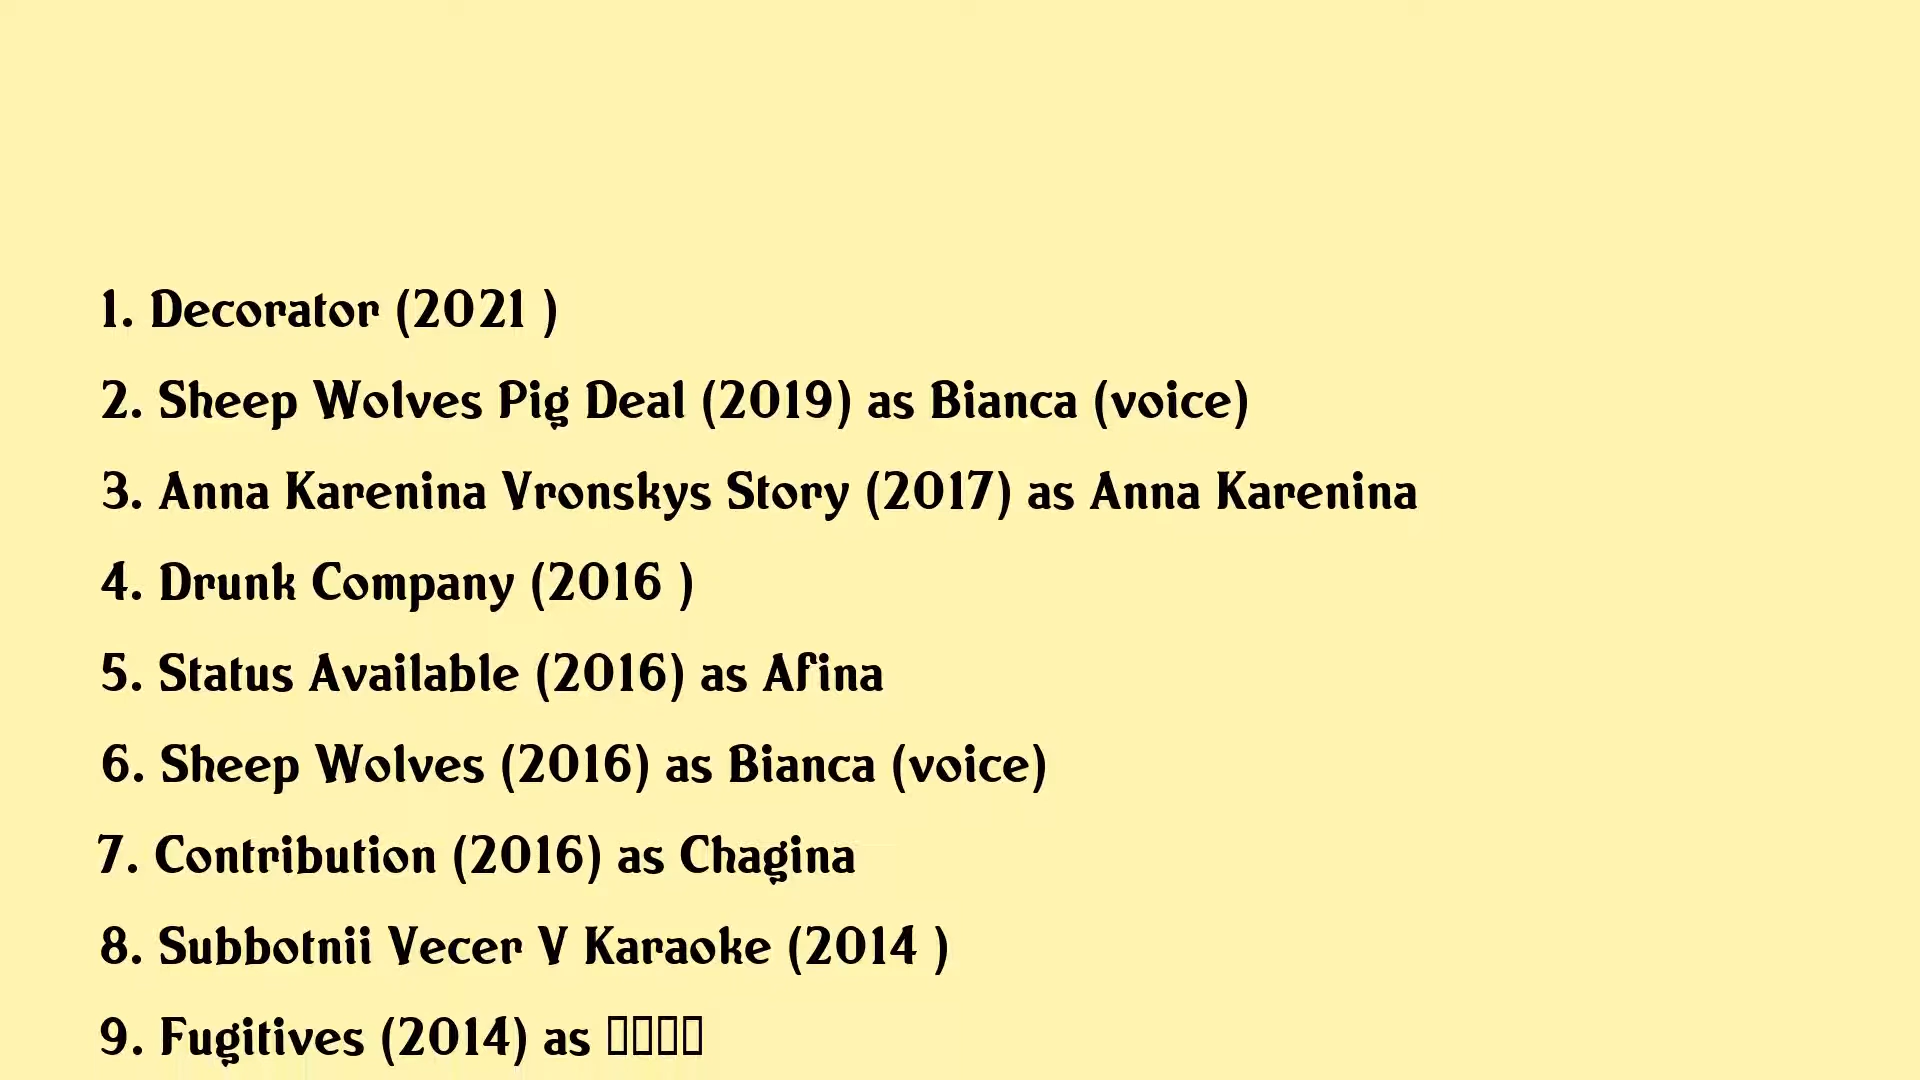 1. Decorator (2021 )
2. Sheep Wolves Pig Deal (2019) as Bianca (voice)
3. Anna Karenina Vronskys Story (2017) as Anna Karenina
4. Drunk Company (2016 )
5. Status Available (2016) as Afina
6. Sheep Wolves (2016) as Bianca (voice)
7. Contribution (2016) as Chagina
8. Subbotnii Vecer V Karaoke (2014 )
9. Fugitives (2014) as